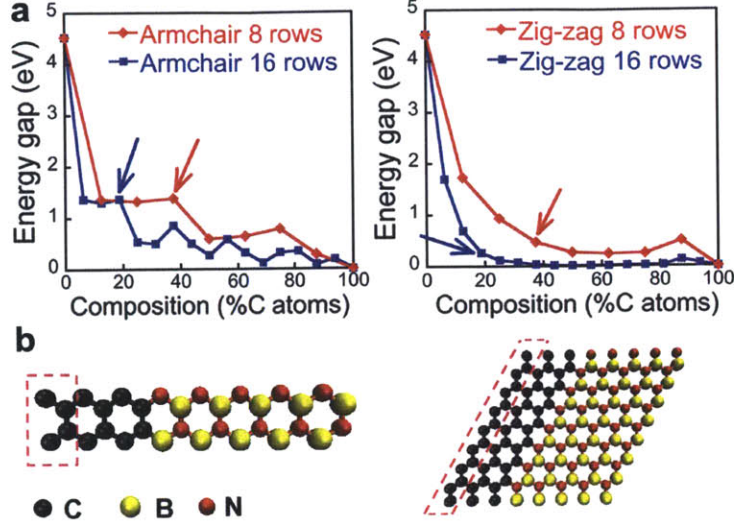 a
5
4
3
2
1
0
Energy gap (eV)
Armchair 8 rows
Armchair 16 rows
0 20 40 60 80 100
Composition (%C atoms)
5
4
3
2
1
0
Energy gap (eV)
Zig-zag 8 rows
Zig-zag 16 rows
0 20 40 60 80 100
Composition (%C atoms)
b
C B N